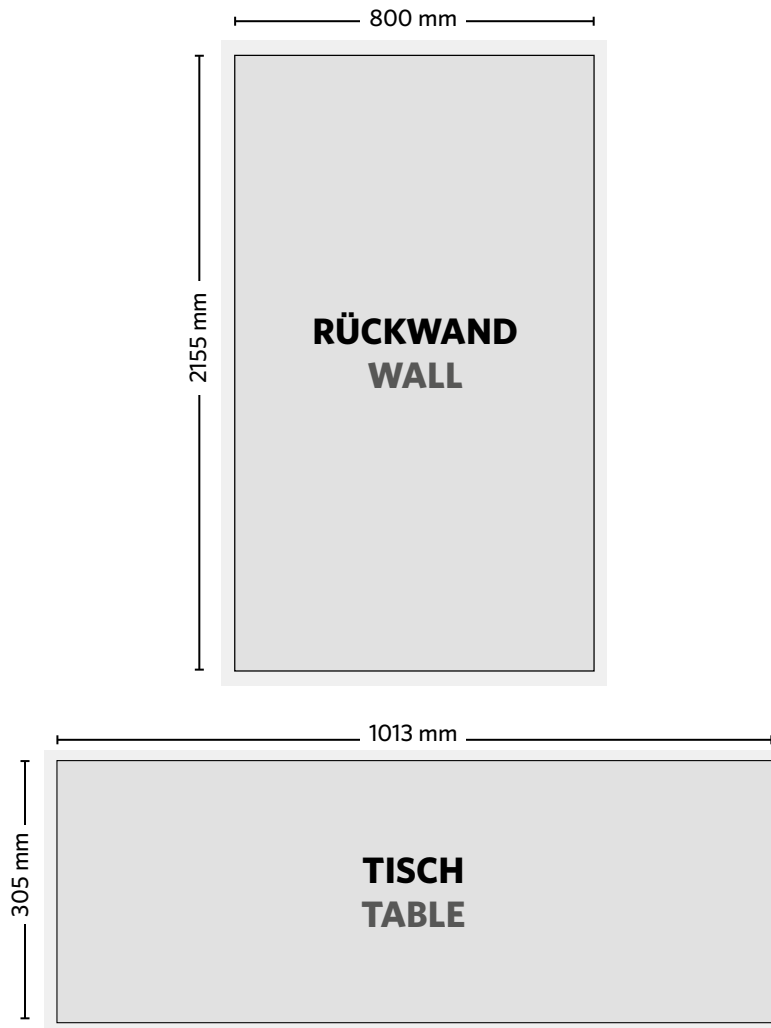 800 mm
2155 mm
RÜCKWAND
WALL
1013 mm
305 mm
TISCH
TABLE